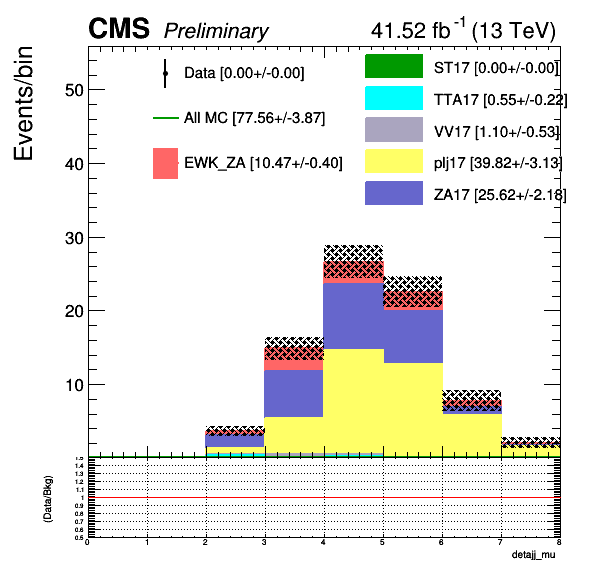 CMS Preliminary 41.52 fb⁻¹ (13 TeV)
Events/bin
Data [0.00+/-0.00]
All MC [77.56+/-3.87]
EWK_ZA [10.47+/-0.40]
ST17 [0.00+/-0.00]
TTA17 [0.55+/-0.22]
VV17 [1.10+/-0.53]
plj17 [39.82+/-3.13]
ZA17 [25.62+/-2.18]
50
40
30
20
10
(Data/Bkg)
1.5
1.4
1.3
1.2
1.1
1
0.9
0.8
0.7
0.6
0.5
0 1 2 3 4 5 6 7 8
detajj_mu